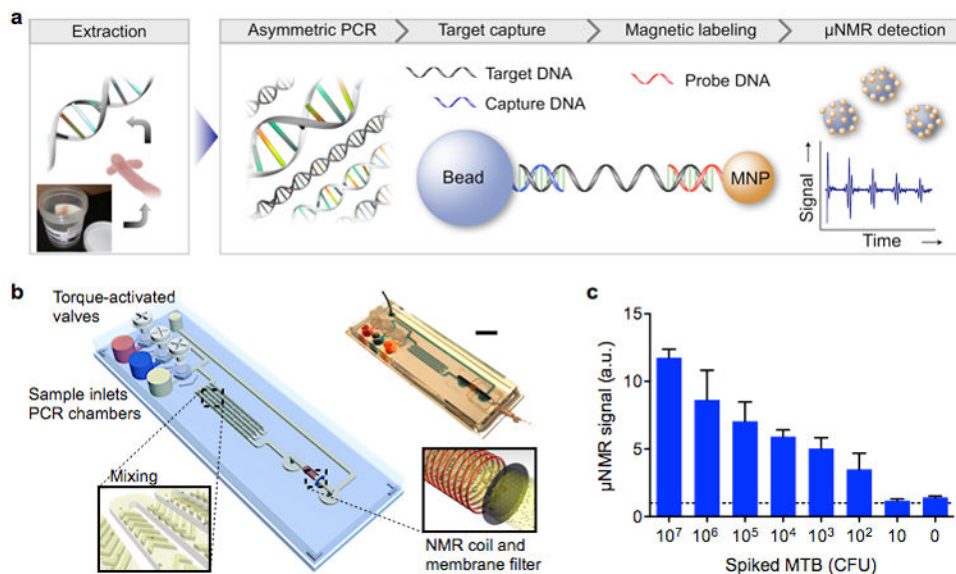 a
Extraction
Asymmetric PCR
Target capture
Magnetic labeling
µNMR detection
Target DNA
Capture DNA
Probe DNA
Bead
MNP
Signal
Time
b
Torque-activated
valves
Sample inlets
PCR chambers
Mixing
NMR coil and
membrane filter
c
µNMR signal (a.u.)
15
10
5
0
10⁷ 10⁶ 10⁵ 10⁴ 10³ 10² 10 0
Spiked MTB (CFU)